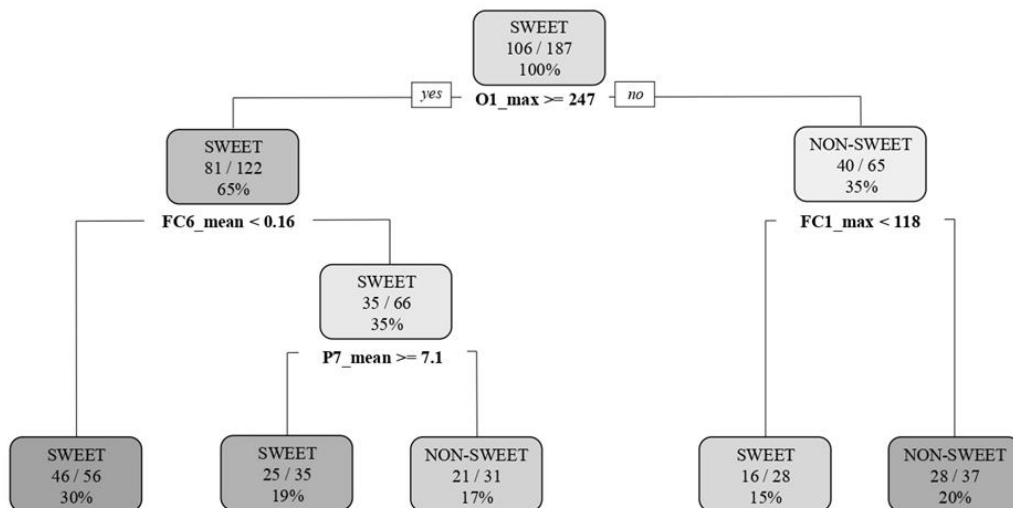 SWEET
106 / 187
100%
yes
O1_max >= 247
no
SWEET
81 / 122
65%
NON-SWEET
40 / 65
35%
FC6_mean < 0.16
FC1_max < 118
SWEET
35 / 66
35%
P7_mean >= 7.1
SWEET
46 / 56
30%
SWEET
25 / 35
19%
NON-SWEET
21 / 31
17%
SWEET
16 / 28
15%
NON-SWEET
28 / 37
20%